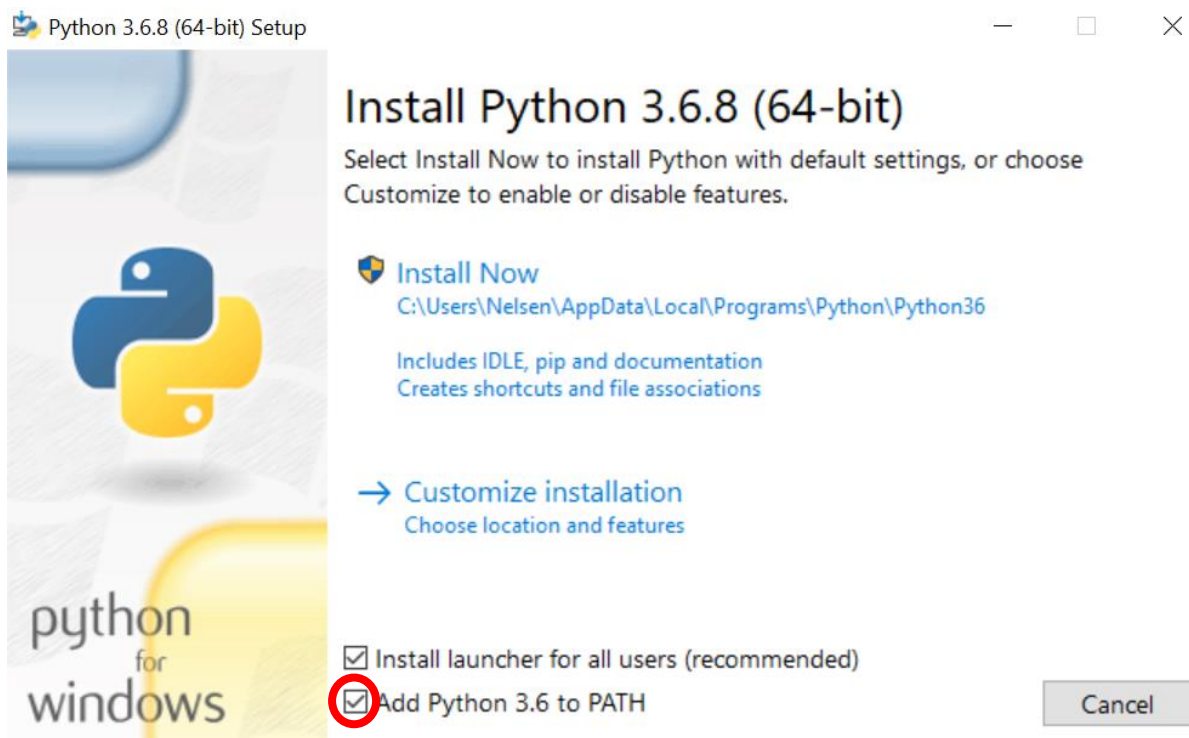 Python 3.6.8 (64-bit) Setup
Install Python 3.6.8 (64-bit)
Select Install Now to install Python with default settings, or choose
Customize to enable or disable features.
Install Now
C:\Users\Nelsen\AppData\Local\Programs\Python\Python36
Includes IDLE, pip and documentation
Creates shortcuts and file associations
Customize installation
Choose location and features
python
for
windows
Install launcher for all users (recommended)
Add Python 3.6 to PATH
Cancel